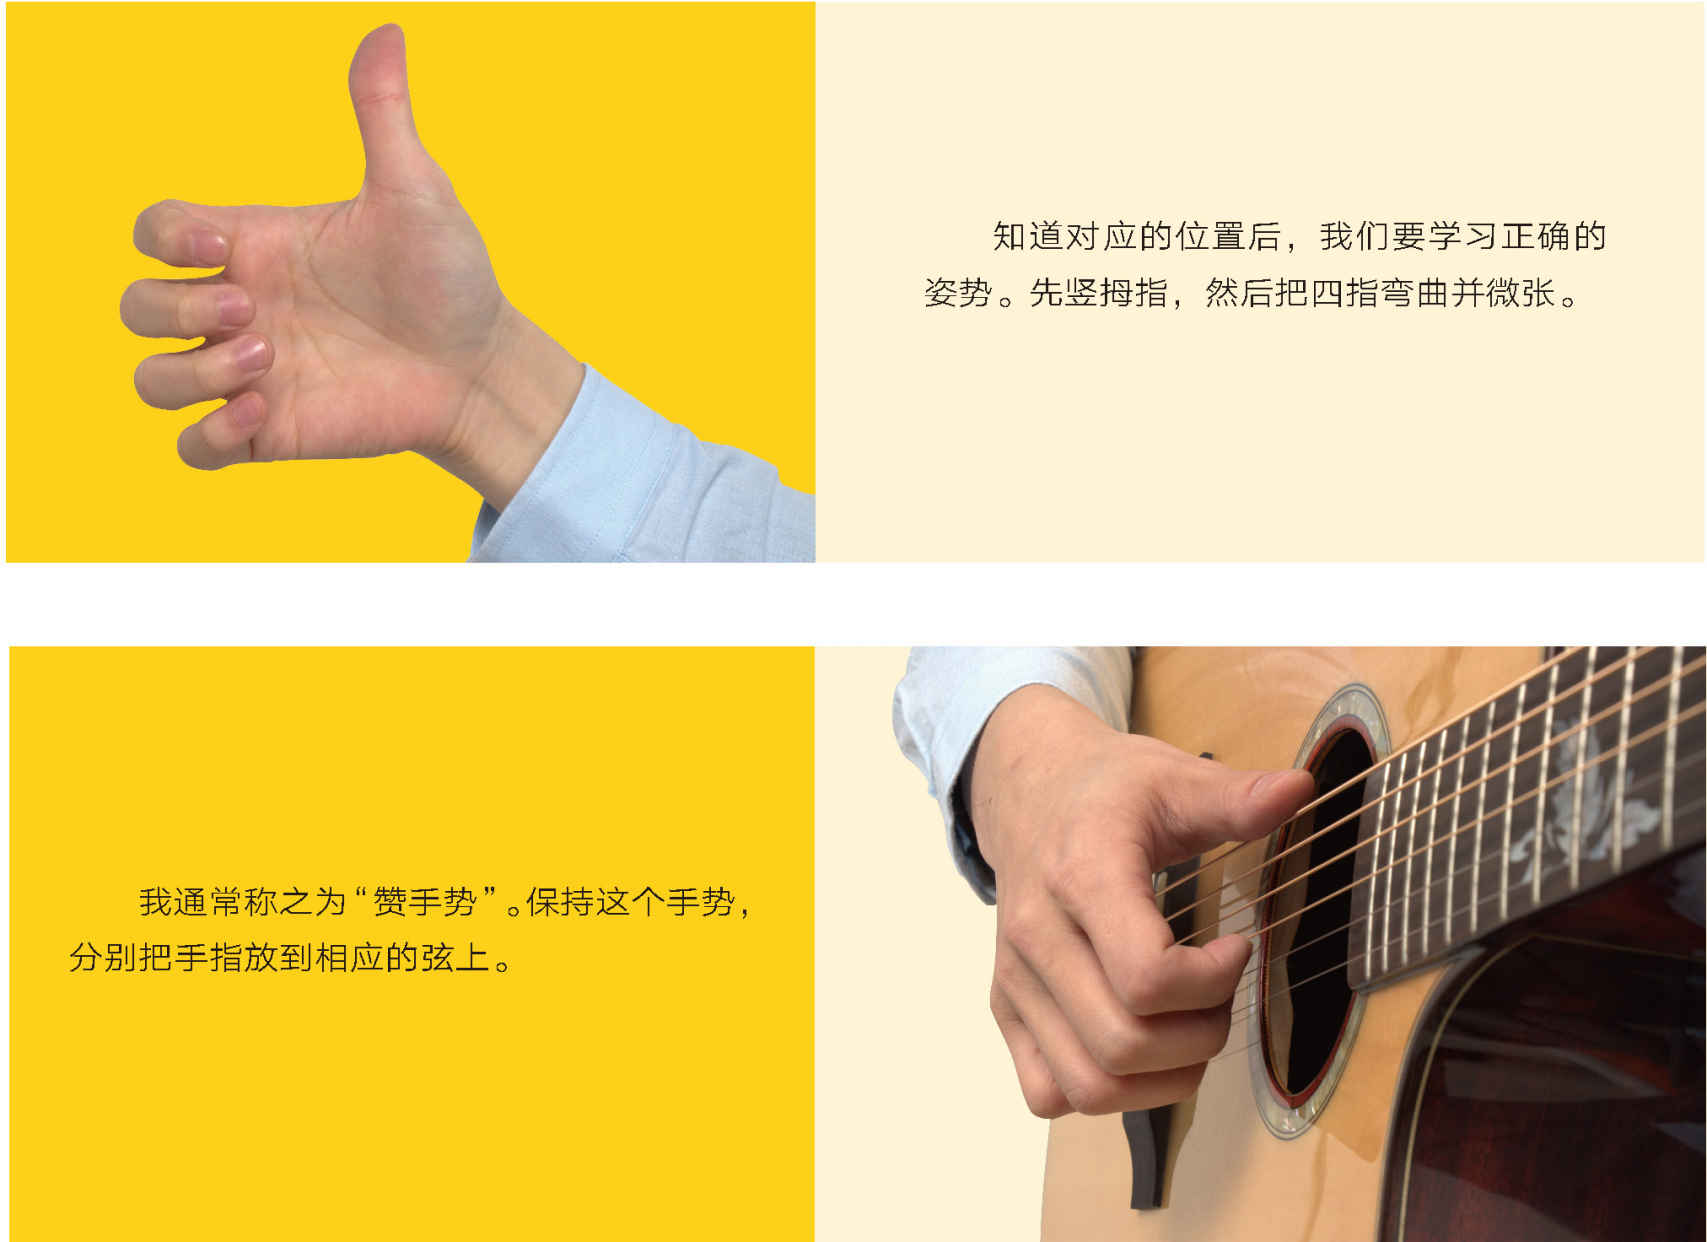 知道对应的位置后，我们要学习正确的
姿势。先竖拇指，然后把四指弯曲并微张。
我通常称之为“赞手势”。保持这个手势，
分别把手指放到相应的弦上。